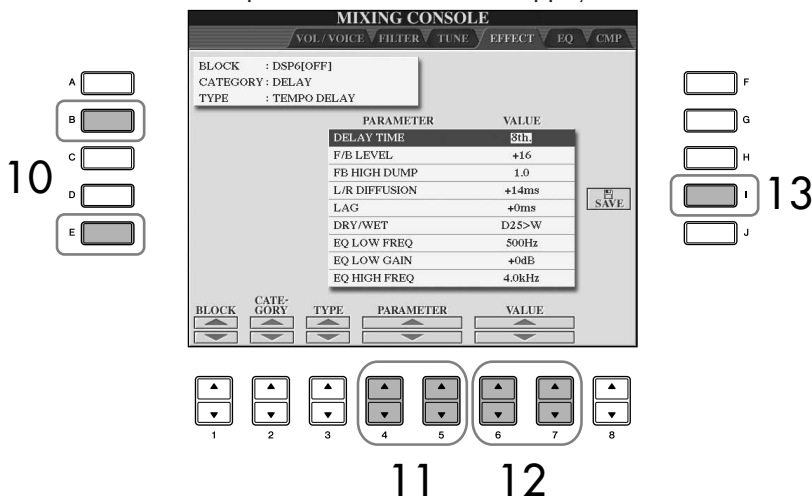 MIXING CONSOLE
VOL / VOICE FILTER TUNE EFFECT EQ CMP
BLOCK : DSP6[OFF]
CATEGORY : DELAY
TYPE : TEMPO DELAY
PARAMETER VALUE
DELAY TIME 8th.
F/B LEVEL +16
FB HIGH DUMP 1.0
L/R DIFFUSION +14ms
LAG +0ms
DRY/WET D25>W
EQ LOW FREQ 500Hz
EQ LOW GAIN +0dB
EQ HIGH FREQ 4.0kHz
SAVE
BLOCK CATE-GORY TYPE PARAMETER VALUE
A
B
C
D
E
10
F
G
H
I
J
13
1 2 3 4 5 6 7 8
11 12